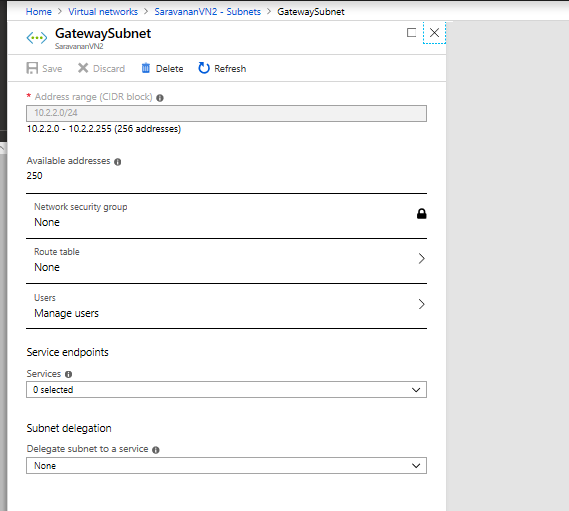 Home > Virtual networks > SaravananVN2 - Subnets > GatewaySubnet
GatewaySubnet
SaravananVN2
Save Discard Delete Refresh
* Address range (CIDR block)
10.2.2.0/24
10.2.2.0 - 10.2.2.255 (256 addresses)
Available addresses
250
Network security group
None
Route table
None
Users
Manage users
Service endpoints
Services
0 selected
Subnet delegation
Delegate subnet to a service
None